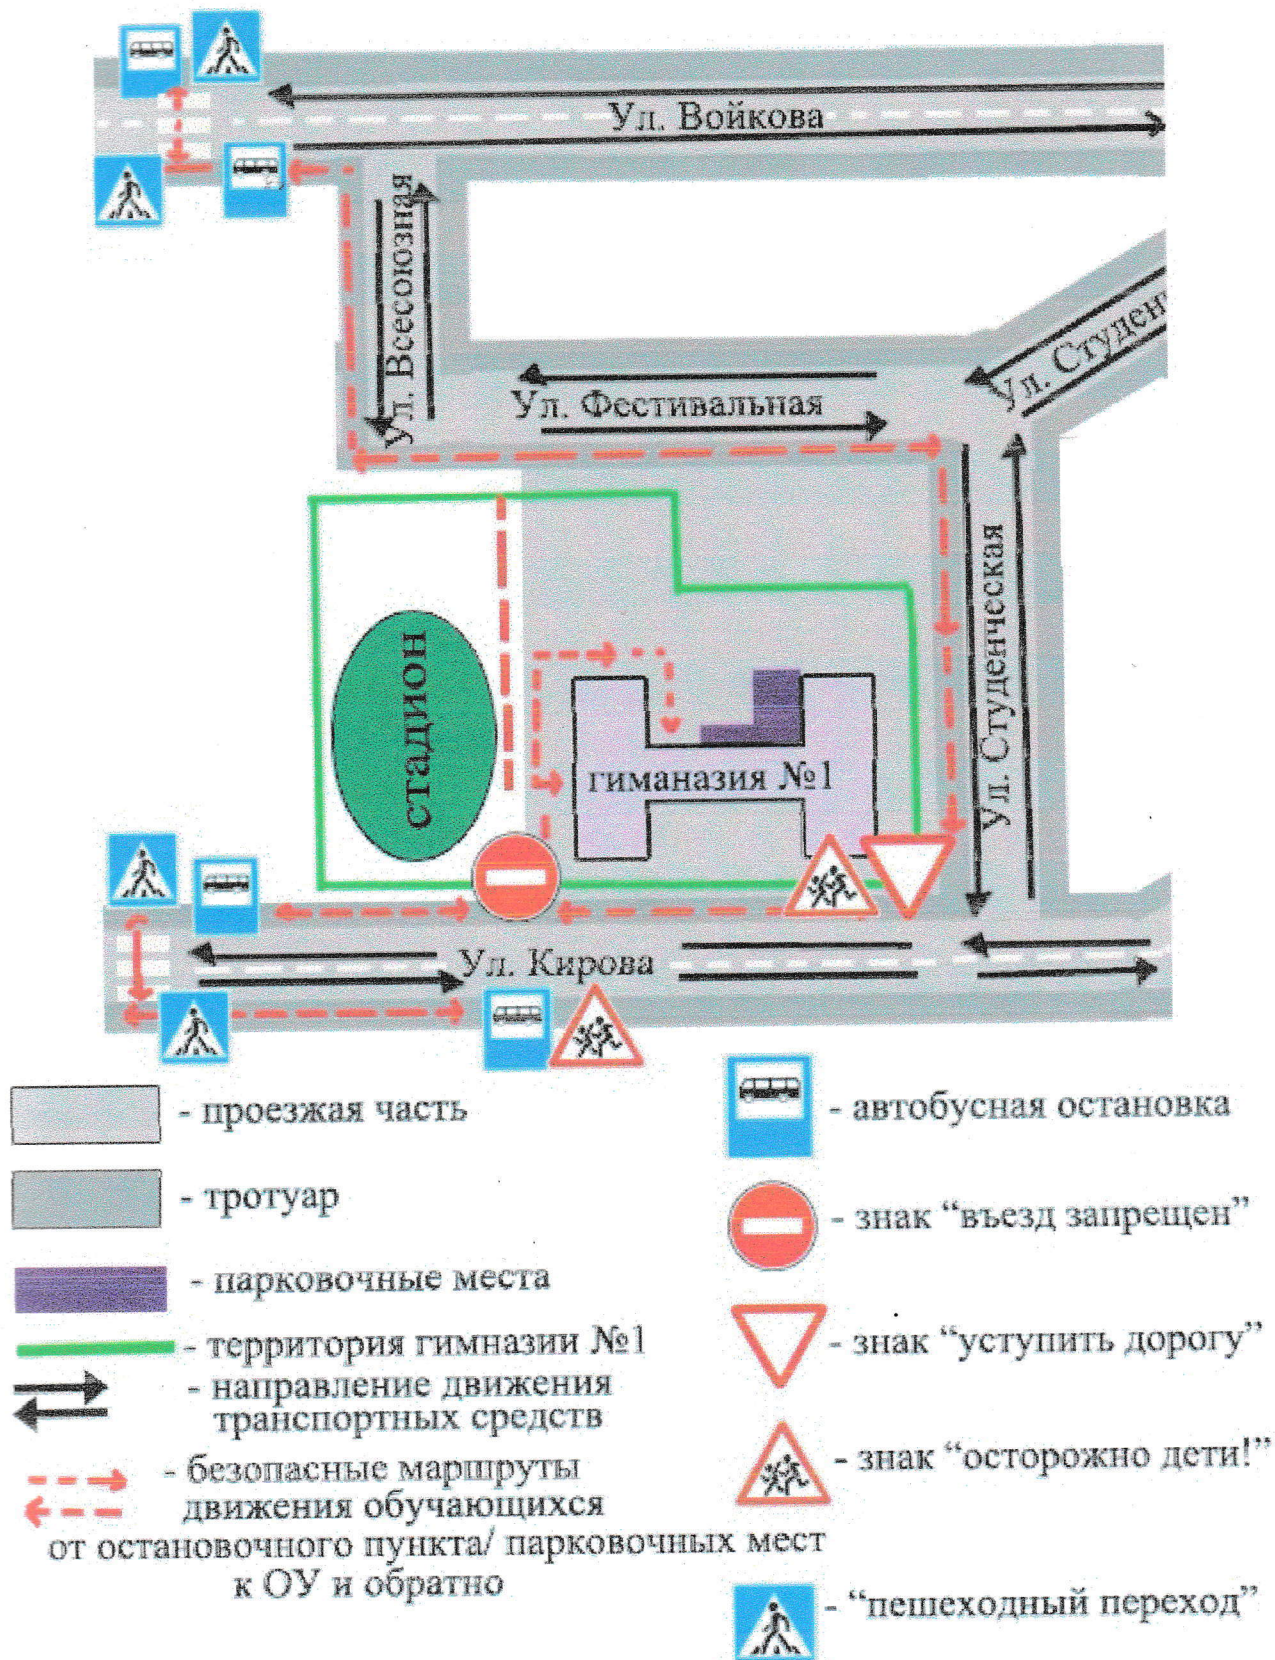 Ул. Войкова
Ул. Всесоюзная
Ул. Студен
Ул. Фестивальная
Ул. Студенческая
стадион
гиманазия №1
Ул. Кирова
- проезжая часть
- тротуар
- парковочные места
- территория гимназии №1
- направление движения
транспортных средств
- безопасные маршруты
движения обучающихся
от остановочного пункта/ парковочных мест
к ОУ и обратно
- автобусная остановка
- знак “въезд запрещен”
- знак “уступить дорогу”
- знак “осторожно дети!”
- “пешеходный переход”